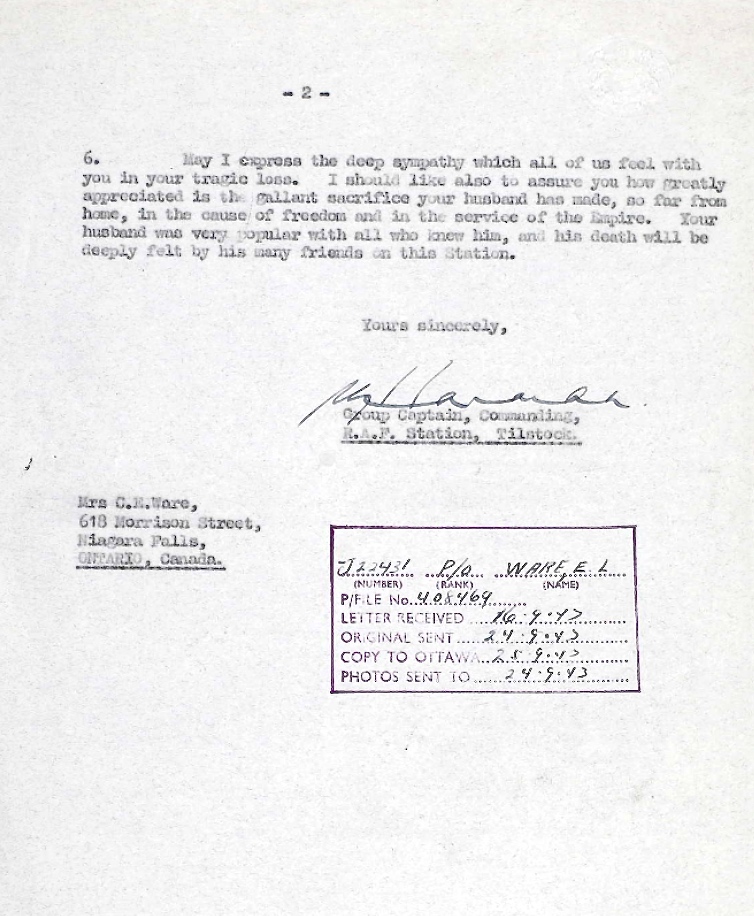 - 2 -
6. May I express the deep sympathy which all of us feel with
you in your tragic loss. I should like also to assure you how greatly
appreciated is the gallant sacrifice your husband has made, so far from
home, in the cause of freedom and in the service of the Empire. Your
husband was very popular with all who knew him, and his death will be
deeply felt by his many friends on this Station.
Yours sincerely,
Group Captain, Commanding,
R.A.F. Station, Tilstock.
Mrs C.E.Ware,
618 Morrison Street,
Niagara Falls,
ONTARIO, Canada.
J22431 P/O WARE, E. L
(NUMBER) (RANK) (NAME)
P/FILE No. 408469
LETTER RECEIVED 16.9.43
ORIGINAL SENT 24.9.43
COPY TO OTTAWA 25.9.43
PHOTOS SENT TO 24.9.43